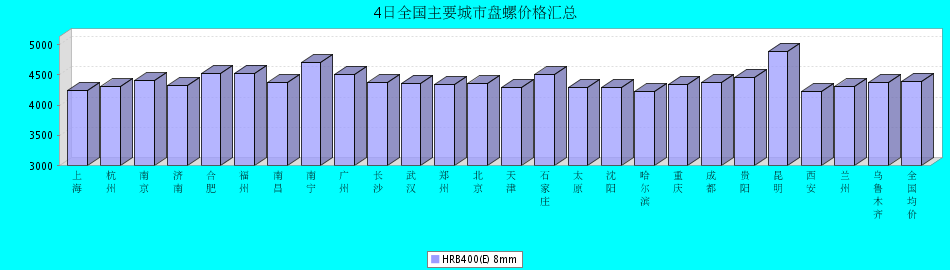 4日全国主要城市盘螺价格汇总
5000
4500
4000
3500
3000
上海 杭州 南京 济南 合肥 福州 南昌 南宁 广州 长沙 武汉 郑州 北京 天津 石家庄 太原 沈阳 哈尔滨 重庆 成都 贵阳 昆明 西安 兰州 乌鲁木齐 全国均价
HRB400(E) 8mm